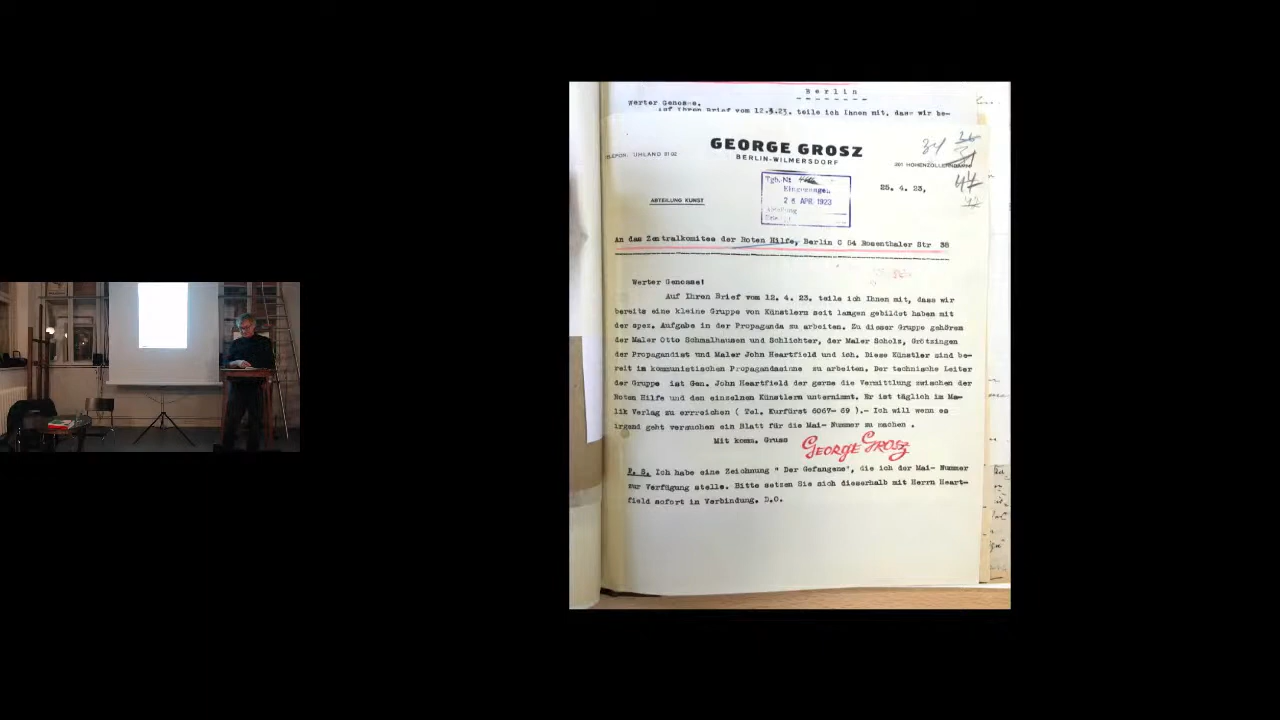 Berlin
Werter Genosse.
Auf Ihren Brief vom 12.4.23. teile ich Ihnen mit, dass wir be-
GEORGE GROSZ
BERLIN-WILMERSDORF
UHLAND 8102
201 HOHENZOLLERNDAMM
31
44
Tgb. Nr.
Eingegangen
26 APR 1923
25. 4. 23,
ABTEILUNG KUNST
An das Zentralkomitee der Roten Hilfe, Berlin C 54 Rosenthaler Str 38
Werter Genosse!
Auf Ihren Brief vom 12. 4. 23. teile ich Ihnen mit, dass wir
bereits eine kleine Gruppe von Künstlern seit langem gebildet haben mit
der spez. Aufgabe in der Propaganda zu arbeiten. Zu dieser Gruppe gehören
der Maler Otto Schmalhausen und Schlichter, der Maler Scholz, Grötzingen
der Propagandist und Maler John Heartfield und ich. Diese Künstler sind be-
reit im kommunistischen Propagandasinne zu arbeiten. Der technische Leiter
der Gruppe ist Gen. John Heartfield der gerne die Vermittlung zwischen der
Roten Hilfe und den einzelnen Künstlern unternimmt. Er ist täglich im Ma-
lik Verlag zu errreichen ( Tel. Kurfürst 6067- 69 ).- Ich will wenn es
irgend geht versuchen ein Blatt für die Mai- Nummer zu machen .
Mit komm. Gruss GEORGE GROSZ
P. S. Ich habe eine Zeichnung " Der Gefangene", die ich der Mai- Nummer
zur Verfügung stelle. Bitte setzen Sie sich dieserhalb mit Herrn Heart-
field sofort in Verbindung. D.O.